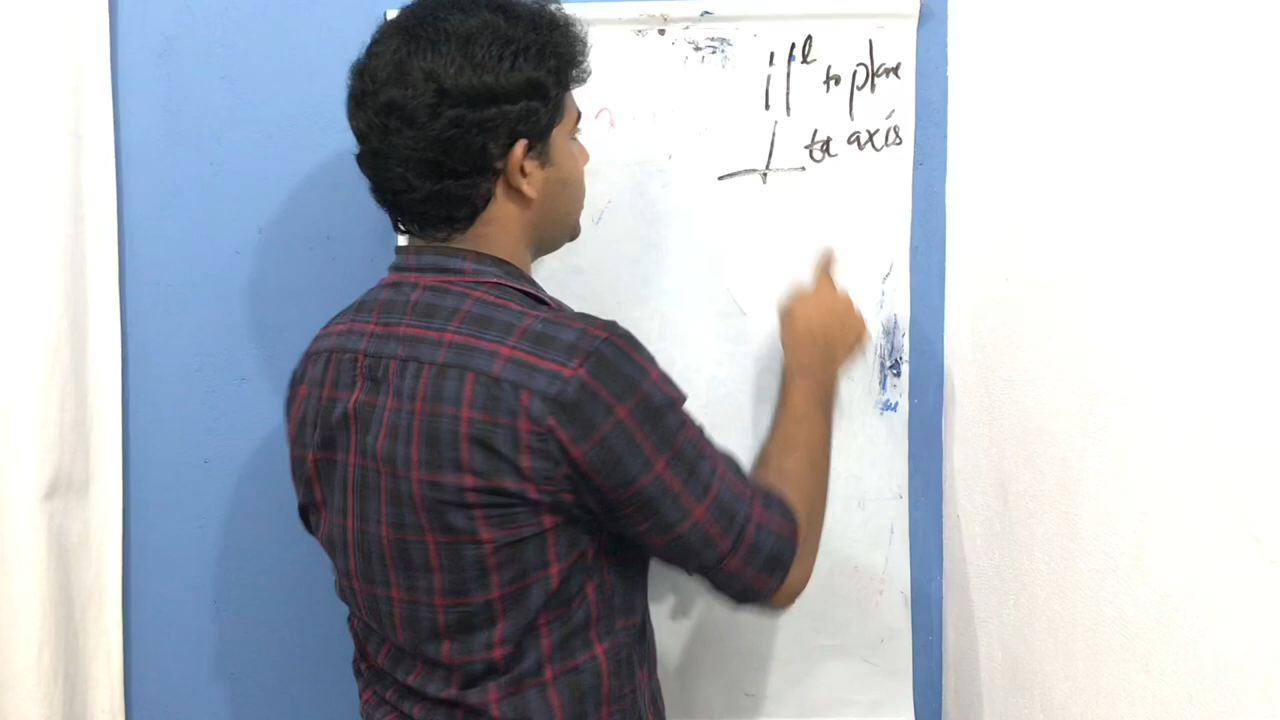 ||ˡ to plane
⊥ to axis